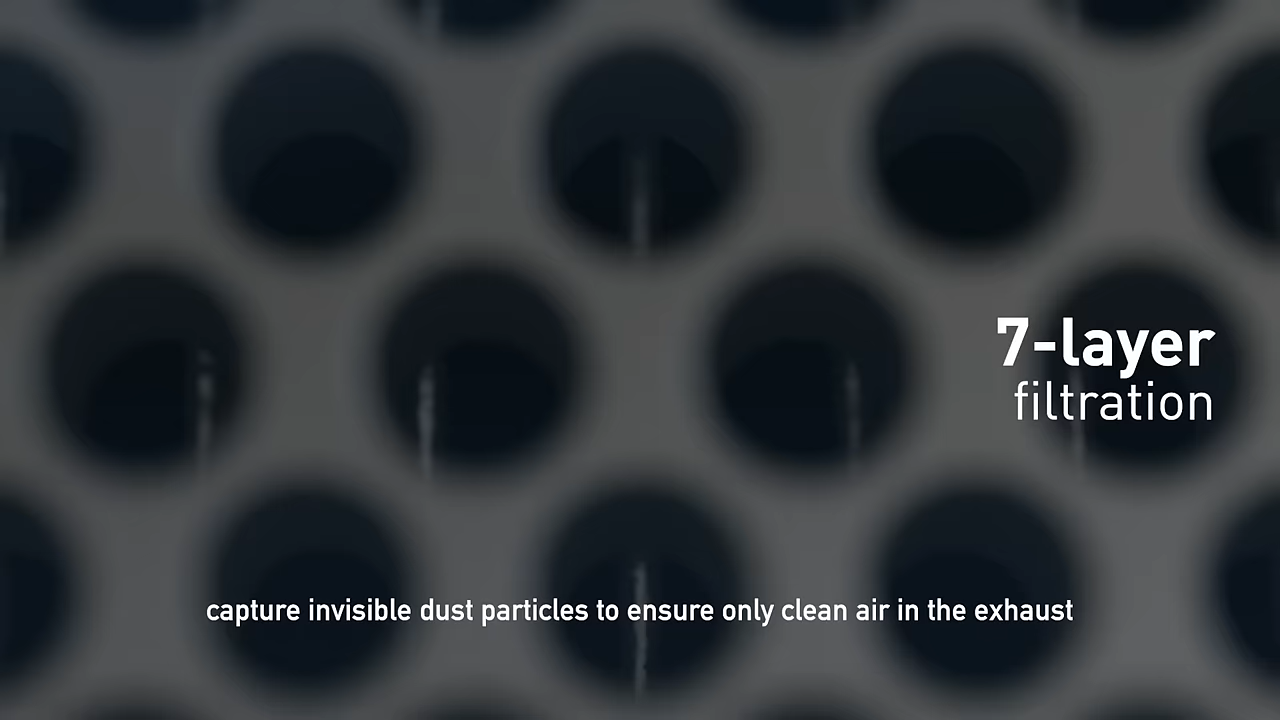 7-layer
filtration
capture invisible dust particles to ensure only clean air in the exhaust